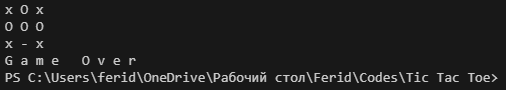 x O x
O O O
x - x
G a m e   O v e r
PS C:\Users\ferid\OneDrive\Рабочий стол\Ferid\Codes\Tic Tac Toe>